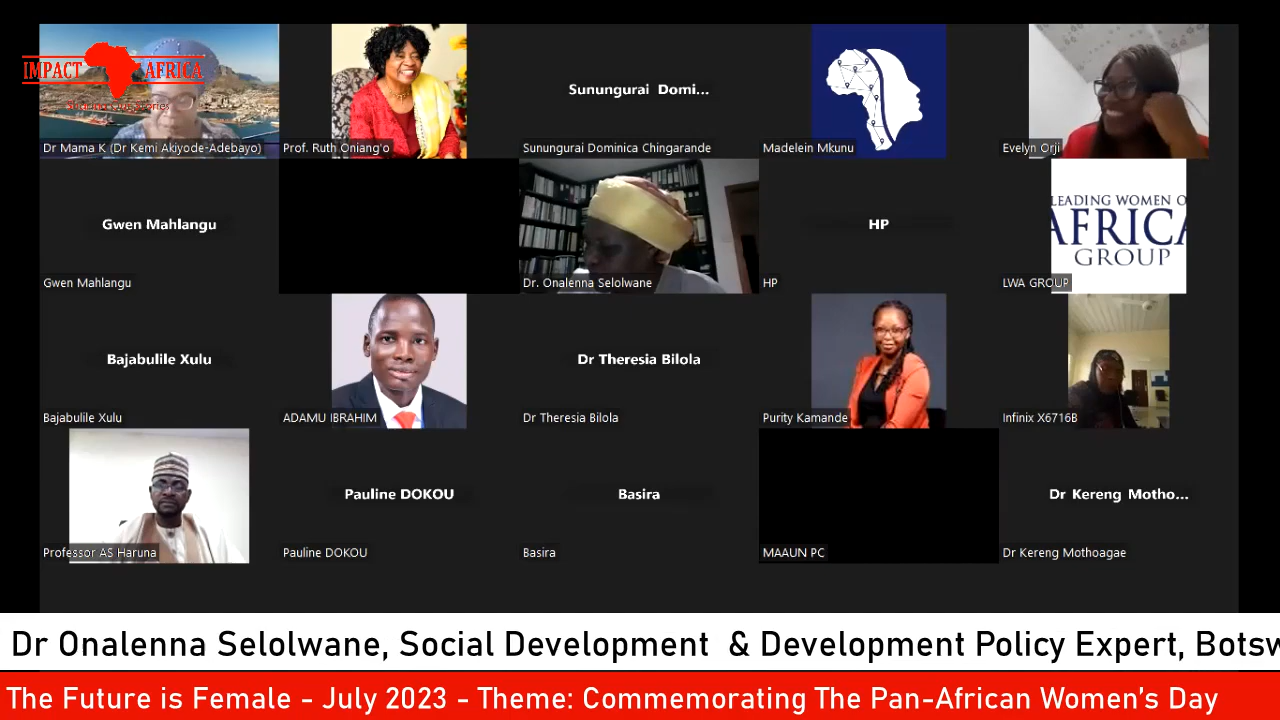 IMPACT AFRICA
Dr Mama K (Dr Kemi Akiyode-Adebayo)
Prof. Ruth Oniang'o
Sunungurai Domi...
Sunungurai Dominica Chingarande
Madelein Mkunu
Evelyn Orji
Gwen Mahlangu
Gwen Mahlangu
Dr. Onalenna Selolwane
HP
HP
LEADING WOMEN O
AFRICA
GROUP
LWA GROUP
Bajabulile Xulu
Bajabulile Xulu
ADAMU IBRAHIM
Dr Theresia Bilola
Dr Theresia Bilola
Purity Kamande
Infinix X6716B
Professor AS Haruna
Pauline DOKOU
Pauline DOKOU
Basira
Basira
MAAUN PC
Dr Kereng Motho...
Dr Kereng Mothoagae
Dr Onalenna Selolwane, Social Development & Development Policy Expert, Botsw
The Future is Female - July 2023 - Theme: Commemorating The Pan-African Women's Day